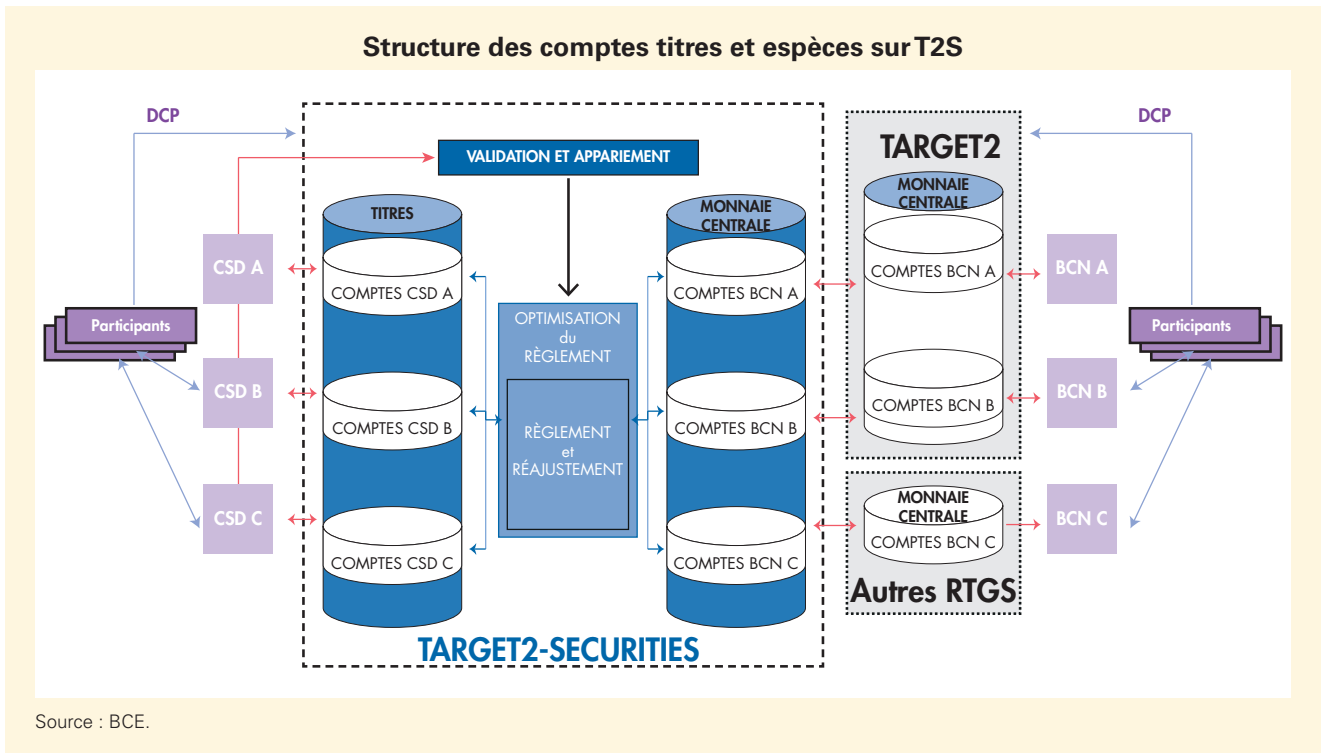 Structure des comptes titres et espèces sur T2S
DCP
DCP
VALIDATION ET APPARIEMENT
TARGET2
TITRES
MONNAIE
CENTRALE
MONNAIE
CENTRALE
CSD A
COMPTES CSD A
COMPTES BCN A
COMPTES BCN A
BCN A
Participants
OPTIMISATION
du
RÈGLEMENT
Participants
CSD B
COMPTES CSD B
RÈGLEMENT
et
RÉAJUSTEMENT
COMPTES BCN B
COMPTES BCN B
BCN B
CSD C
COMPTES CSD C
COMPTES BCN C
MONNAIE
CENTRALE
COMPTES BCN C
BCN C
Autres RTGS
TARGET2-SECURITIES
Source : BCE.